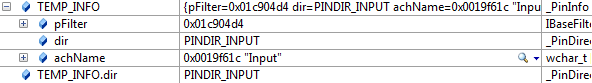 TEMP_INFO {pFilter=0x01c904d4 dir=PINDIR_INPUT achName=0x0019f61c "Inpu _PinInfo
pFilter 0x01c904d4 IBaseFilte
dir PINDIR_INPUT _PinDirec
achName 0x0019f61c "Input" wchar_t
TEMP_INFO.dir PINDIR_INPUT _PinDirec